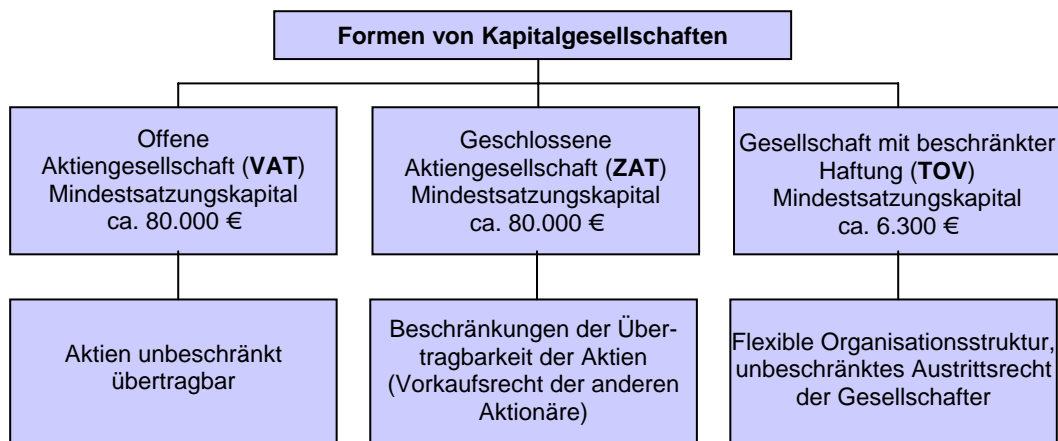 Formen von Kapitalgesellschaften
Offene
Aktiengesellschaft (VAT)
Mindestsatzungskapital
ca. 80.000 €
Geschlossene
Aktiengesellschaft (ZAT)
Mindestsatzungskapital
ca. 80.000 €
Gesellschaft mit beschränkter
Haftung (TOV)
Mindestsatzungskapital
ca. 6.300 €
Aktien unbeschränkt
übertragbar
Beschränkungen der Über-
tragbarkeit der Aktien
(Vorkaufsrecht der anderen
Aktionäre)
Flexible Organisationsstruktur,
unbeschränktes Austrittsrecht
der Gesellschafter